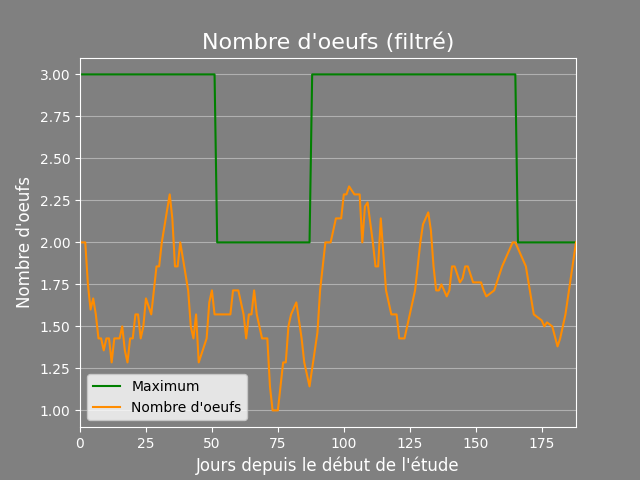 Nombre d'oeufs (filtré)
Nombre d'oeufs
3.00
2.75
2.50
2.25
2.00
1.75
1.50
1.25
1.00
Maximum
Nombre d'oeufs
0 25 50 75 100 125 150 175
Jours depuis le début de l'étude